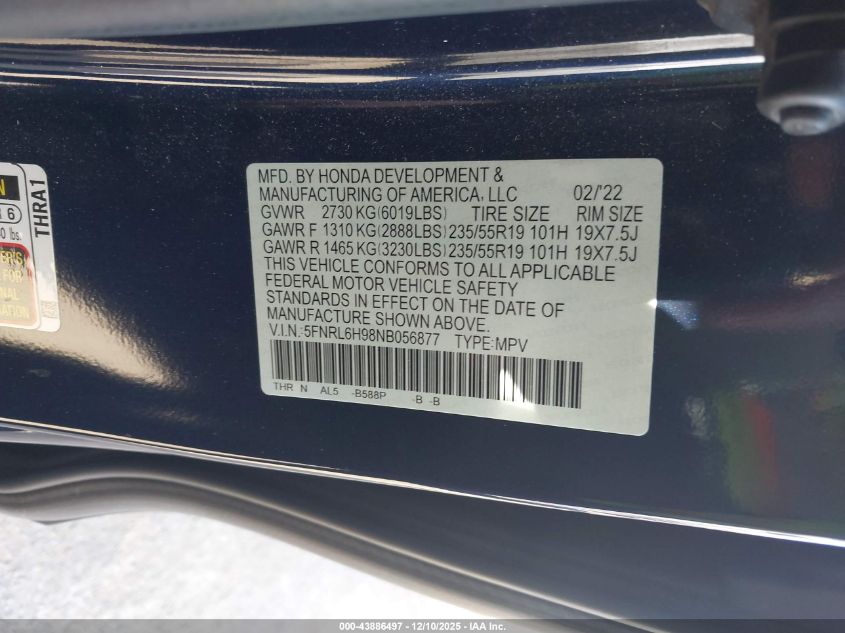 MFD. BY HONDA DEVELOPMENT &
MANUFACTURING OF AMERICA, LLC 02/'22
GVWR 2730 KG(6019LBS) TIRE SIZE RIM SIZE
GAWR F 1310 KG(2888LBS) 235/55R19 101H 19X7.5J
GAWR R 1465 KG(3230LBS) 235/55R19 101H 19X7.5J
THIS VEHICLE CONFORMS TO ALL APPLICABLE
FEDERAL MOTOR VEHICLE SAFETY
STANDARDS IN EFFECT ON THE DATE OF
MANUFACTURE SHOWN ABOVE.
V.I.N.:5FNRL6H98NB056877 TYPE:MPV
THR N AL5 -B588P -B -B
THRA1
N
6
lbs.
FOR
000-43886497 - 12/10/2025 - IAA Inc.